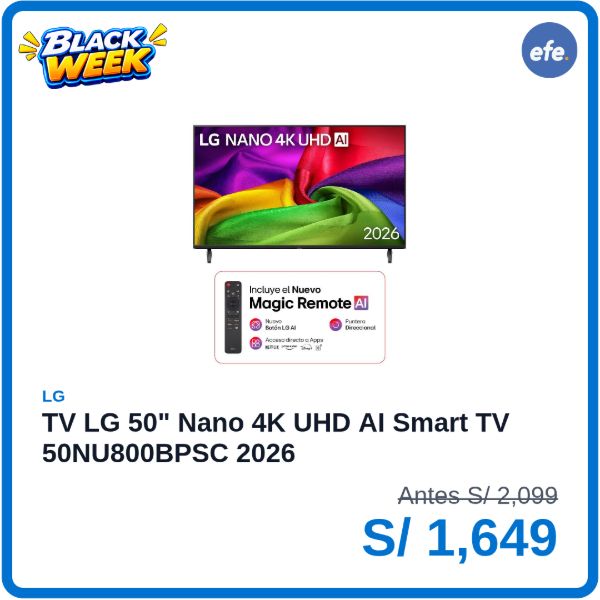 BLACK
WEEK
efe.
LG NANO 4K UHD AI
2026
Incluye el Nuevo
Magic Remote AI
Nuevo
Botón LG AI
Puntero
Direccional
Acceso directo a Apps
NETFLIX
LG
TV LG 50" Nano 4K UHD AI Smart TV
50NU800BPSC 2026
Antes S/ 2,099
S/ 1,649